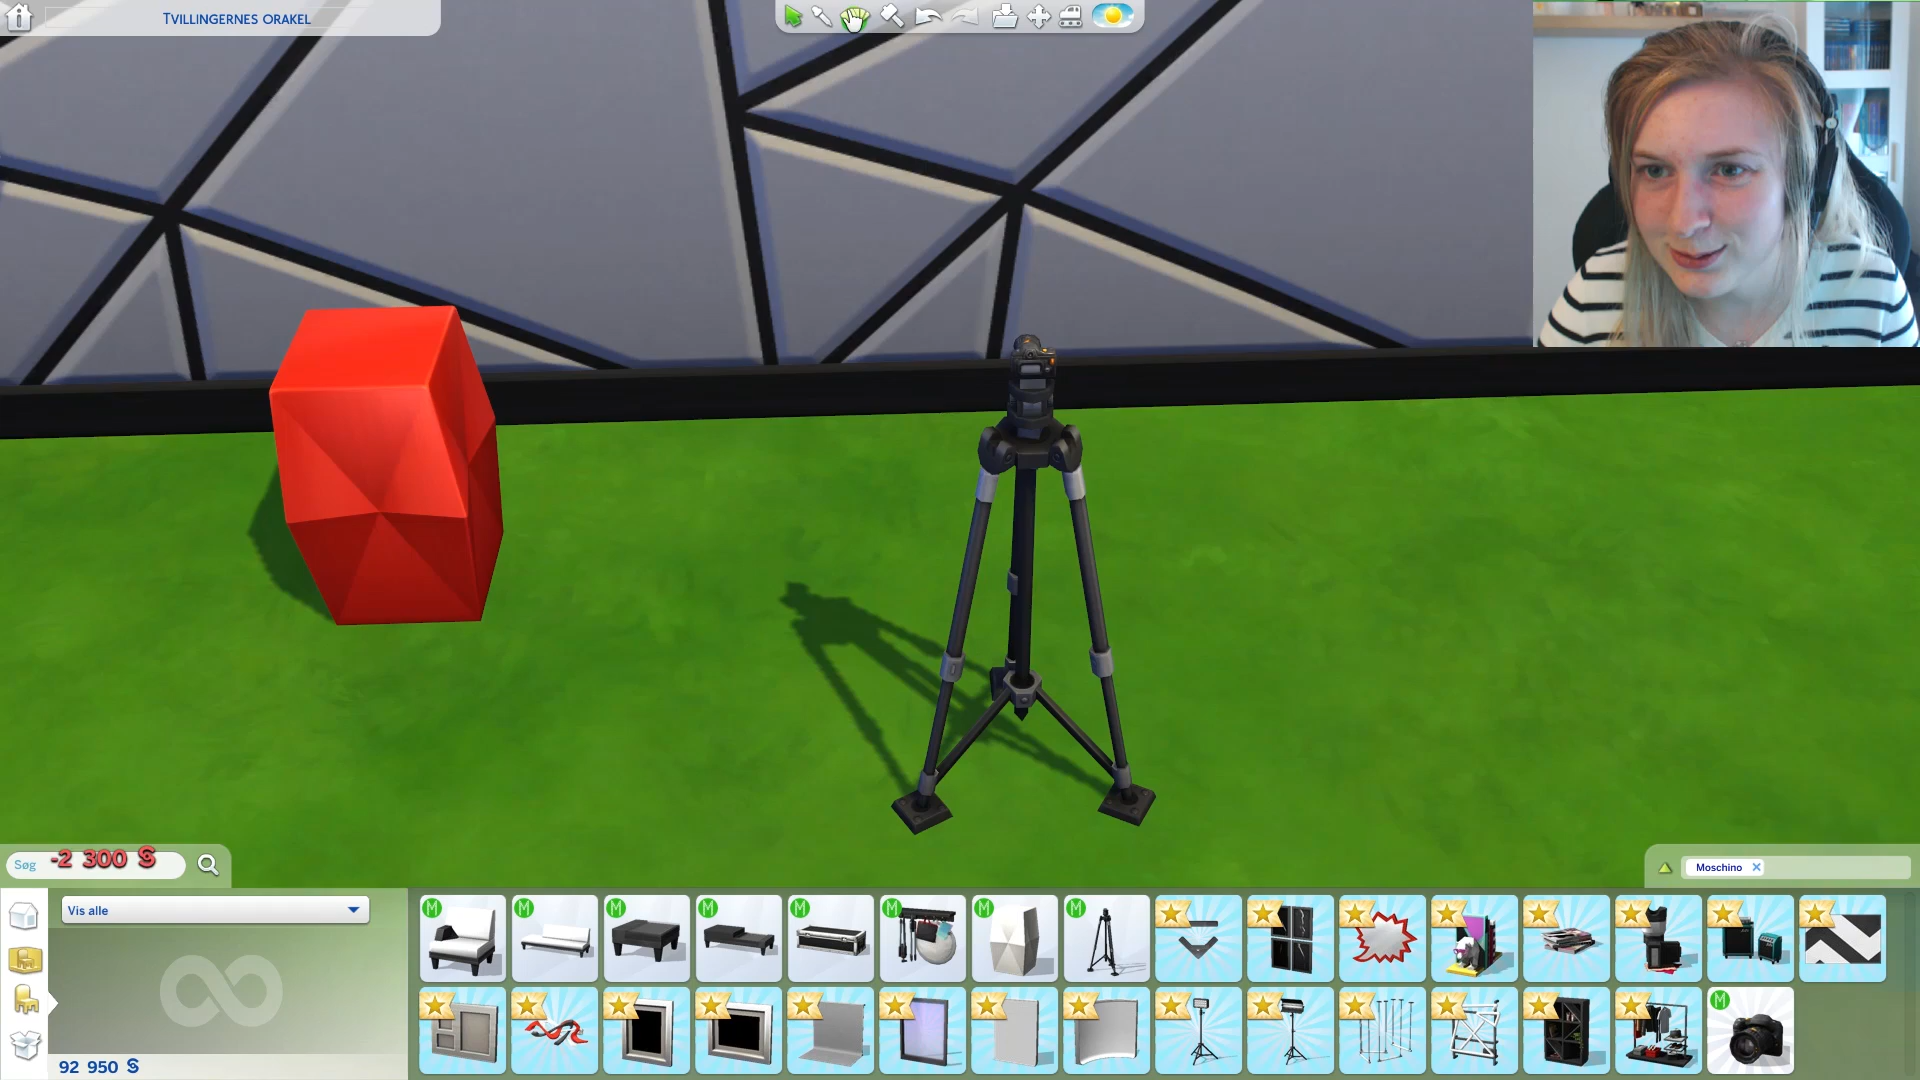 TVILLINGERNES ORAKEL
Søg
-2 300 §
Moschino
Vis alle
92 950 §